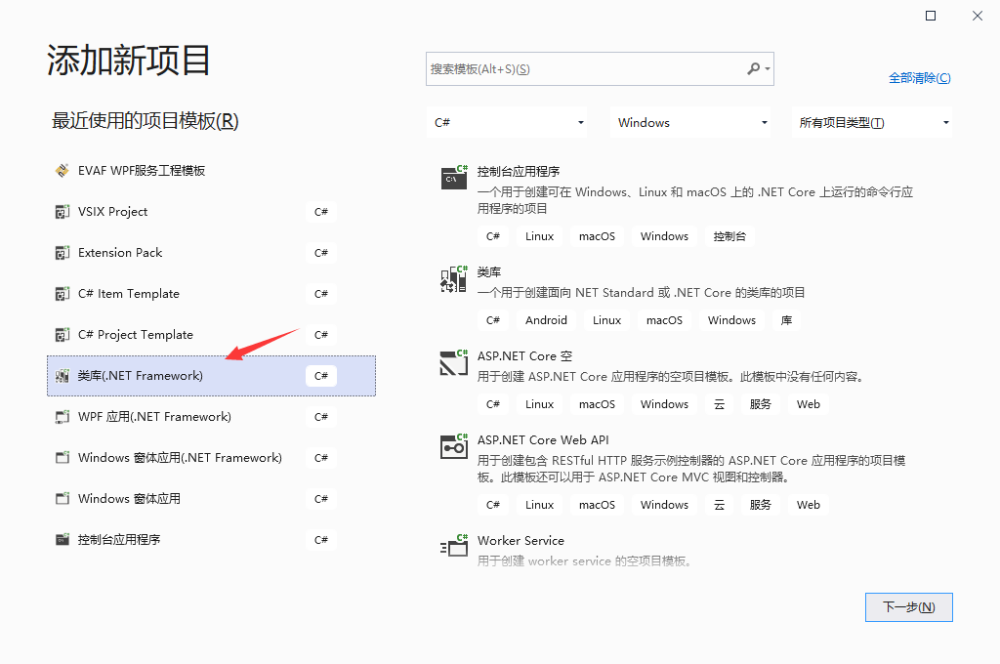 添加新项目
搜索模板(Alt+S)(S)
全部清除(C)
最近使用的项目模板(R)
C#
Windows
所有项目类型(T)
EVAF WPF服务工程模板
VSIX Project C#
Extension Pack C#
C# Item Template C#
C# Project Template C#
类库(.NET Framework) C#
WPF 应用(.NET Framework) C#
Windows 窗体应用(.NET Framework) C#
Windows 窗体应用 C#
控制台应用程序 C#
控制台应用程序
一个用于创建可在 Windows、Linux 和 macOS 上的 .NET Core 上运行的命令行应
用程序的项目
C# Linux macOS Windows 控制台
类库
一个用于创建面向 NET Standard 或 .NET Core 的类库的项目
C# Android Linux macOS Windows 库
ASP.NET Core 空
用于创建 ASP.NET Core 应用程序的空项目模板。此模板中没有任何内容。
C# Linux macOS Windows 云 服务 Web
ASP.NET Core Web API
用于创建包含 RESTful HTTP 服务示例控制器的 ASP.NET Core 应用程序的项目模
板。此模板还可以用于 ASP.NET Core MVC 视图和控制器。
C# Linux macOS Windows 云 服务 Web
Worker Service
用于创建 worker service 的空项目模板。
下一步(N)